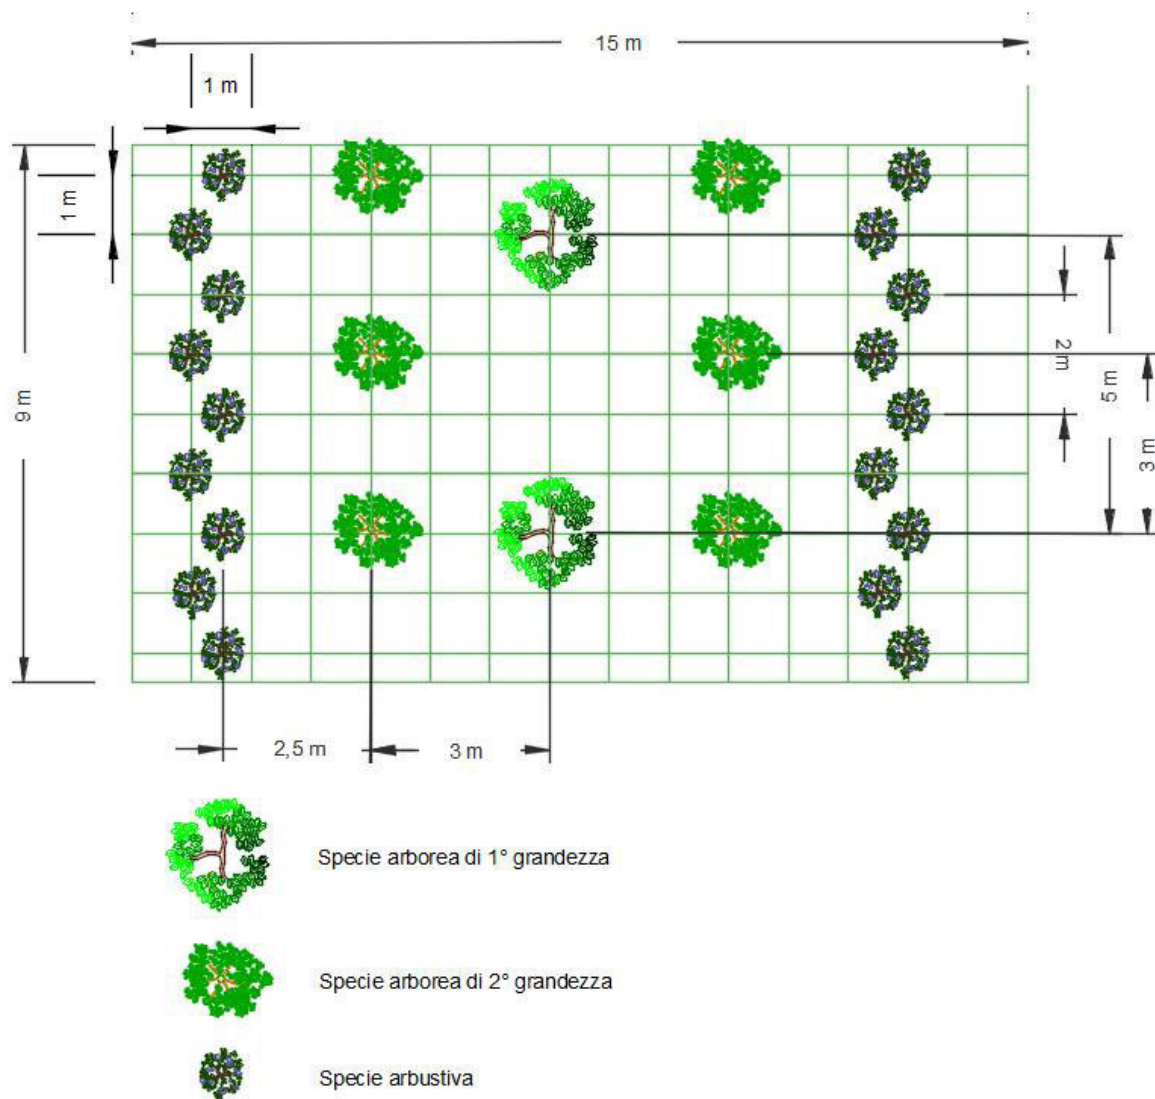 15 m
1 m
1 m
9 m
2m
5 m
3 m
2,5 m
3 m
Specie arborea di 1° grandezza
Specie arborea di 2° grandezza
Specie arbustiva